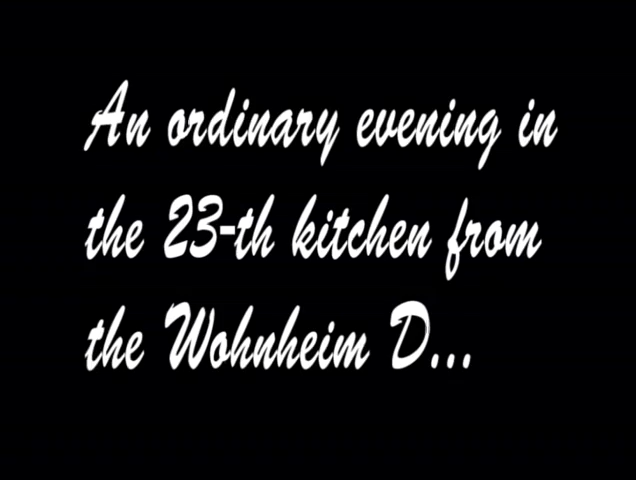 An ordinary evening in
the 23-th kitchen from
the Wohnheim D...